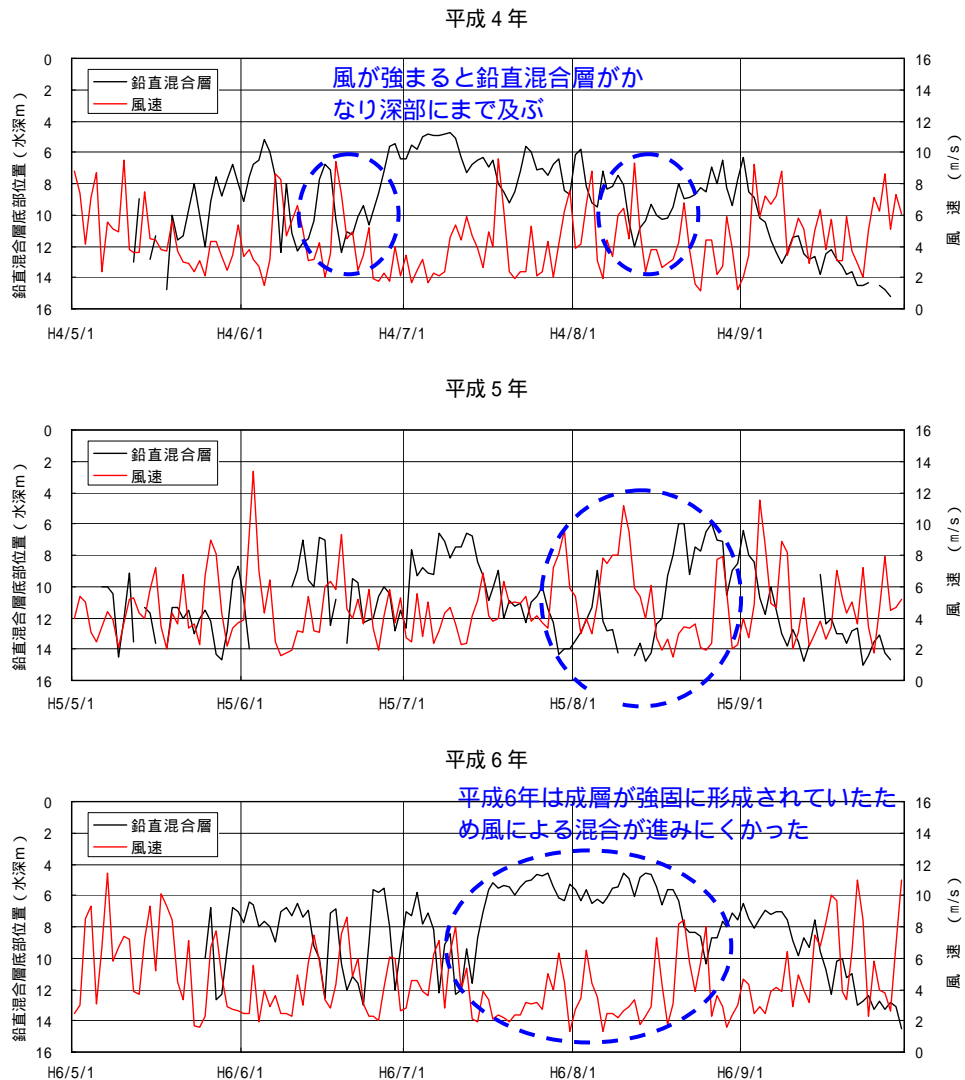 平成 4 年
0
2
4
6
8
10
12
14
16
鉛直混合層底部位置（水深m）
鉛直混合層
風速
風が強まると鉛直混合層がか
なり深部にまで及ぶ
16
14
12
10
8
6
4
2
0
風 速 (m/s)
H4/5/1 H4/6/1 H4/7/1 H4/8/1 H4/9/1
平成 5 年
0
2
4
6
8
10
12
14
16
鉛直混合層底部位置（水深m）
鉛直混合層
風速
16
14
12
10
8
6
4
2
0
風 速 (m/s)
H5/5/1 H5/6/1 H5/7/1 H5/8/1 H5/9/1
平成 6 年
0
2
4
6
8
10
12
14
16
鉛直混合層底部位置（水深m）
鉛直混合層
風速
平成6年は成層が強固に形成されていたた
め風による混合が進みにくかった
16
14
12
10
8
6
4
2
0
風 速 (m/s)
H6/5/1 H6/6/1 H6/7/1 H6/8/1 H6/9/1